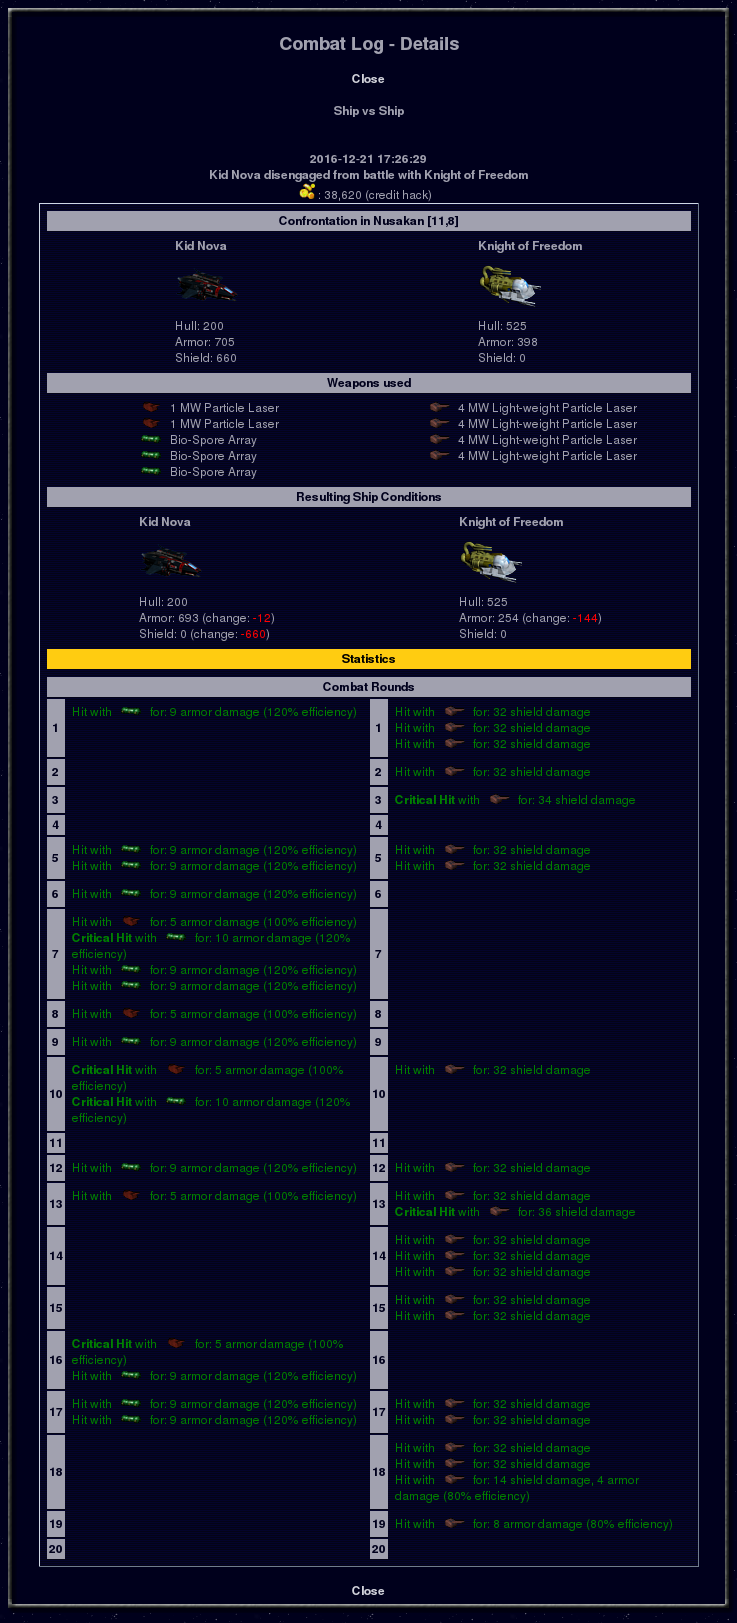 Combat Log - Details
Close
Ship vs Ship
2016-12-21 17:26:29
Kid Nova disengaged from battle with Knight of Freedom
: 38,620 (credit hack)
Confrontation in Nusakan [11,8]
Kid Nova Knight of Freedom
Hull: 200 Hull: 525
Armor: 705 Armor: 398
Shield: 660 Shield: 0
Weapons used
1 MW Particle Laser 4 MW Light-weight Particle Laser
1 MW Particle Laser 4 MW Light-weight Particle Laser
Bio-Spore Array 4 MW Light-weight Particle Laser
Bio-Spore Array 4 MW Light-weight Particle Laser
Bio-Spore Array
Resulting Ship Conditions
Kid Nova Knight of Freedom
Hull: 200 Hull: 525
Armor: 693 (change: -12) Armor: 254 (change: -144)
Shield: 0 (change: -660) Shield: 0
Statistics
Combat Rounds
Hit with for: 9 armor damage (120% efficiency) Hit with for: 32 shield damage
1 1 Hit with for: 32 shield damage
Hit with for: 32 shield damage
2 2 Hit with for: 32 shield damage
3 3 Critical Hit with for: 34 shield damage
4 4
5 Hit with for: 9 armor damage (120% efficiency) 5 Hit with for: 32 shield damage
Hit with for: 9 armor damage (120% efficiency) Hit with for: 32 shield damage
6 Hit with for: 9 armor damage (120% efficiency) 6
Hit with for: 5 armor damage (100% efficiency)
Critical Hit with for: 10 armor damage (120%
7 efficiency) 7
Hit with for: 9 armor damage (120% efficiency)
Hit with for: 9 armor damage (120% efficiency)
8 Hit with for: 5 armor damage (100% efficiency) 8
9 Hit with for: 9 armor damage (120% efficiency) 9
Critical Hit with for: 5 armor damage (100% Hit with for: 32 shield damage
efficiency)
10 Critical Hit with for: 10 armor damage (120% 10
efficiency)
11 11
12 Hit with for: 9 armor damage (120% efficiency) 12 Hit with for: 32 shield damage
13 Hit with for: 5 armor damage (100% efficiency) 13 Hit with for: 32 shield damage
Critical Hit with for: 36 shield damage
Hit with for: 32 shield damage
14 14 Hit with for: 32 shield damage
Hit with for: 32 shield damage
15 15 Hit with for: 32 shield damage
Hit with for: 32 shield damage
Critical Hit with for: 5 armor damage (100%
16 efficiency) 16
Hit with for: 9 armor damage (120% efficiency)
17 Hit with for: 9 armor damage (120% efficiency) 17 Hit with for: 32 shield damage
Hit with for: 9 armor damage (120% efficiency) Hit with for: 32 shield damage
Hit with for: 32 shield damage
18 18 Hit with for: 32 shield damage
Hit with for: 14 shield damage, 4 armor
damage (80% efficiency)
19 19 Hit with for: 8 armor damage (80% efficiency)
20 20
Close